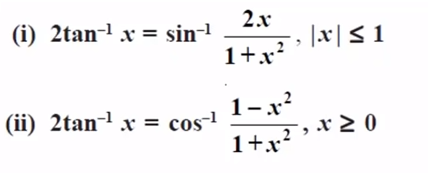 (i) 2tan⁻¹ x = sin⁻¹ 2x / 1+x² , |x| ≤ 1
(ii) 2tan⁻¹ x = cos⁻¹ 1−x² / 1+x² , x ≥ 0